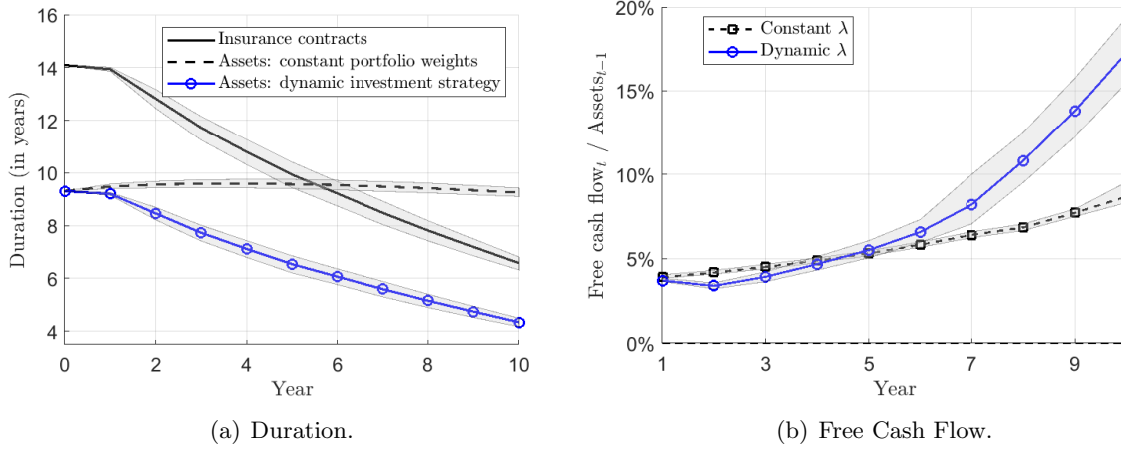 16
14
12
10
8
6
4
0
2
4
6
8
10
Duration (in years)
Year
Insurance contracts
Assets: constant portfolio weights
Assets: dynamic investment strategy
(a) Duration.
20%
15%
10%
5%
0%
1
3
5
7
9
Free cash flow_t / Assets_{t−1}
Year
Constant λ
Dynamic λ
(b) Free Cash Flow.